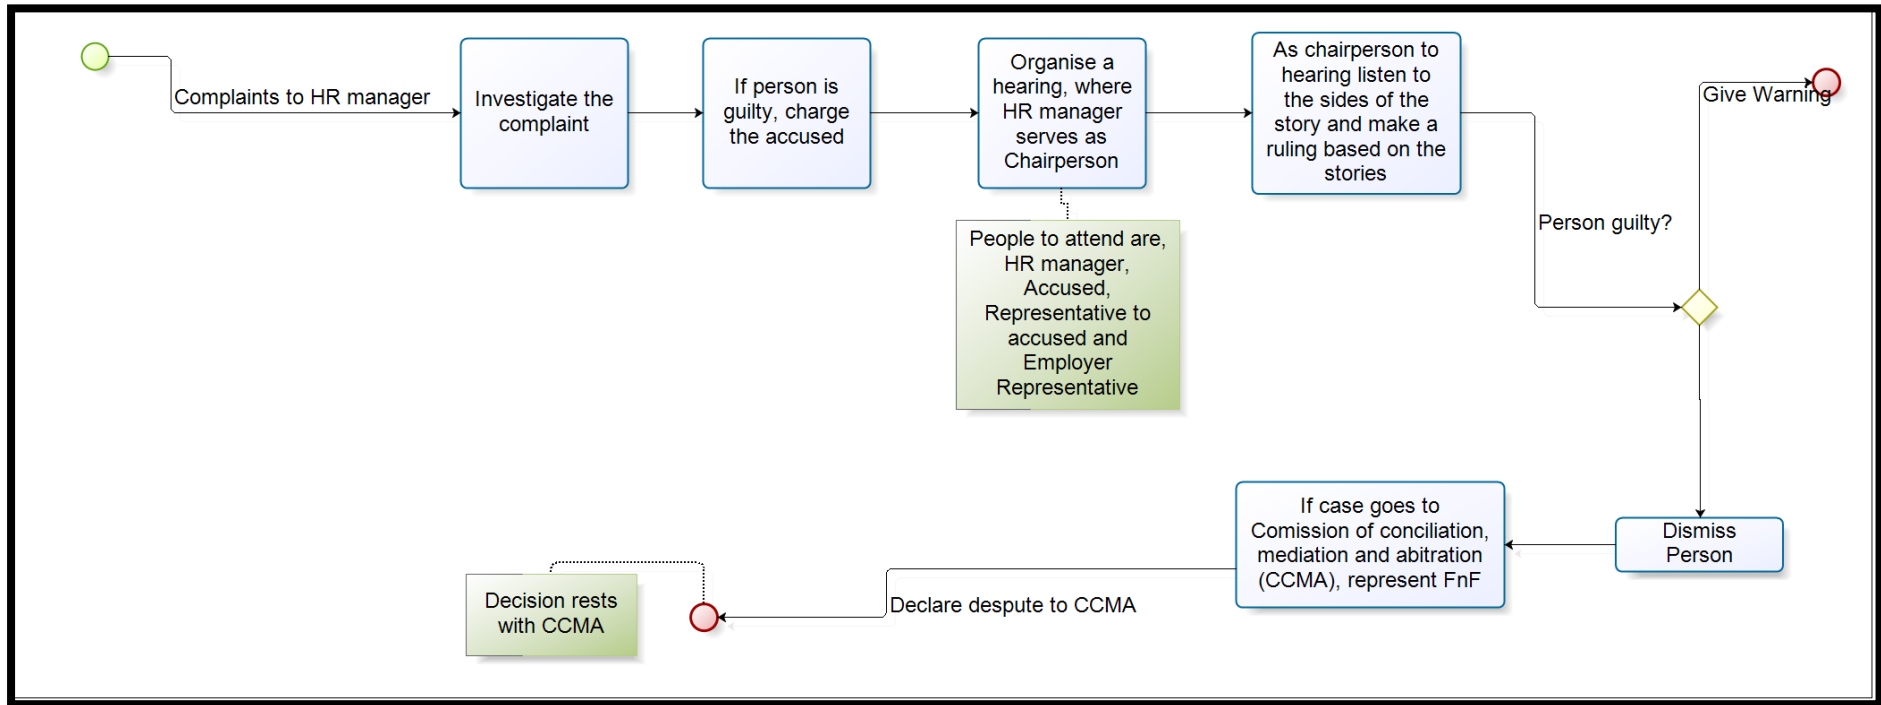 Complaints to HR manager
Investigate the
complaint
If person is
guilty, charge
the accused
Organise a
hearing, where
HR manager
serves as
Chairperson
As chairperson to
hearing listen to
the sides of the
story and make a
ruling based on the
stories
Give Warning
Person guilty?
People to attend are,
HR manager,
Accused,
Representative to
accused and
Employer
Representative
Dismiss
Person
If case goes to
Comission of conciliation,
mediation and abitration
(CCMA), represent FnF
Declare despute to CCMA
Decision rests
with CCMA